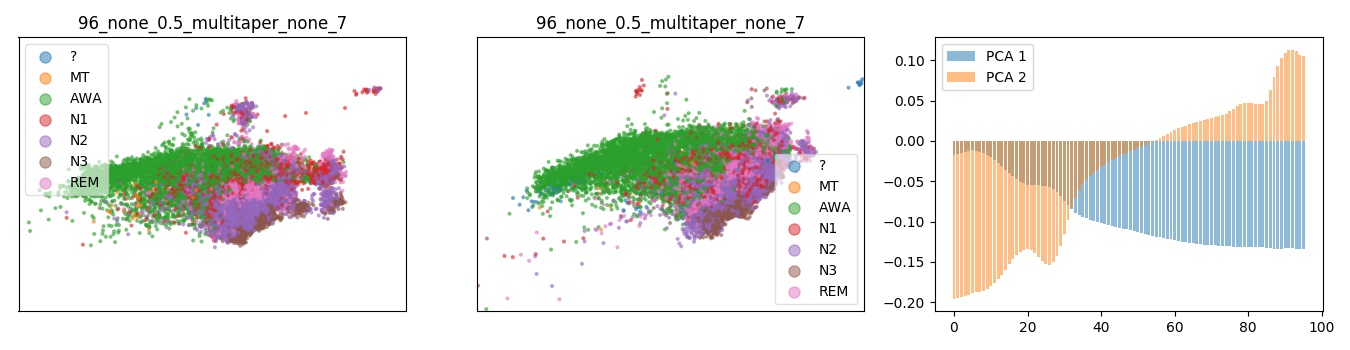 96_none_0.5_multitaper_none_7
?
MT
AWA
N1
N2
N3
REM
96_none_0.5_multitaper_none_7
?
MT
AWA
N1
N2
N3
REM
PCA 1
PCA 2
0.10
0.05
0.00
−0.05
−0.10
−0.15
−0.20
0 20 40 60 80 100